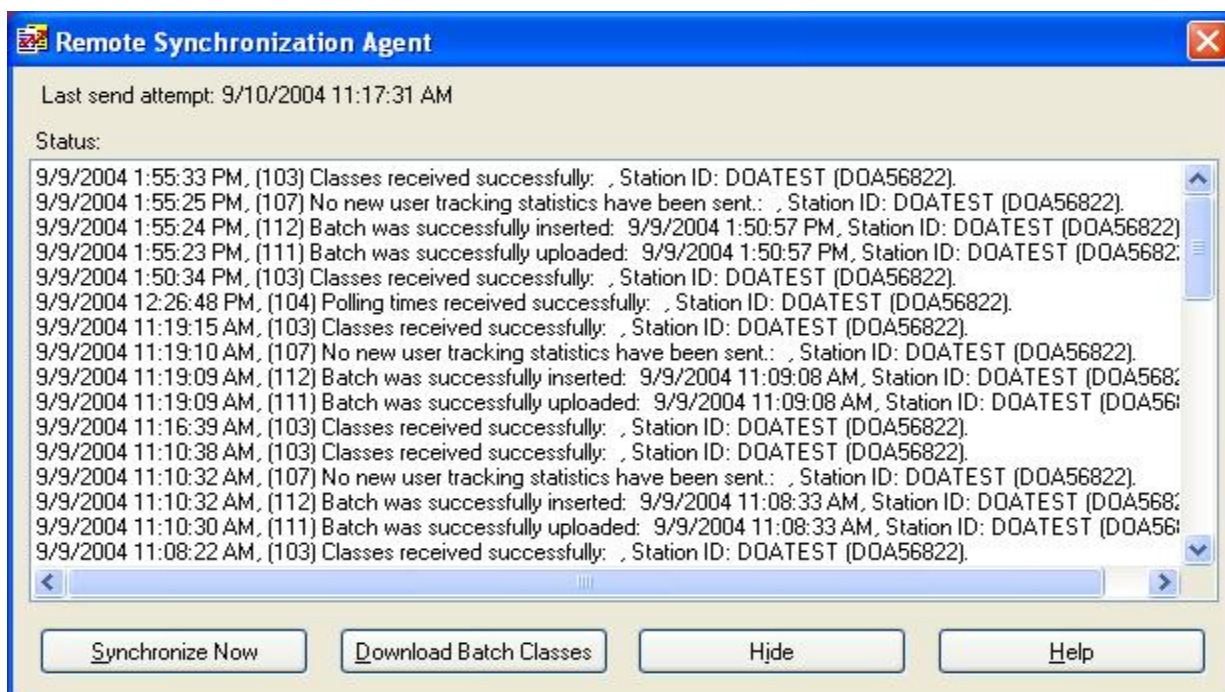 Remote Synchronization Agent
Last send attempt: 9/10/2004 11:17:31 AM
Status:
9/9/2004 1:55:33 PM, (103) Classes received successfully:  , Station ID: DOATEST (DOA56822).
9/9/2004 1:55:25 PM, (107) No new user tracking statistics have been sent.:  , Station ID: DOATEST (DOA56822).
9/9/2004 1:55:24 PM, (112) Batch was successfully inserted:  9/9/2004 1:50:57 PM, Station ID: DOATEST (DOA56822)
9/9/2004 1:55:23 PM, (111) Batch was successfully uploaded:  9/9/2004 1:50:57 PM, Station ID: DOATEST (DOA5682
9/9/2004 1:50:34 PM, (103) Classes received successfully:  , Station ID: DOATEST (DOA56822).
9/9/2004 12:26:48 PM, (104) Polling times received successfully:  , Station ID: DOATEST (DOA56822).
9/9/2004 11:19:15 AM, (103) Classes received successfully:  , Station ID: DOATEST (DOA56822).
9/9/2004 11:19:10 AM, (107) No new user tracking statistics have been sent.:  , Station ID: DOATEST (DOA56822).
9/9/2004 11:19:09 AM, (112) Batch was successfully inserted:  9/9/2004 11:09:08 AM, Station ID: DOATEST (DOA568
9/9/2004 11:19:09 AM, (111) Batch was successfully uploaded:  9/9/2004 11:09:08 AM, Station ID: DOATEST (DOA56
9/9/2004 11:16:39 AM, (103) Classes received successfully:  , Station ID: DOATEST (DOA56822).
9/9/2004 11:10:38 AM, (103) Classes received successfully:  , Station ID: DOATEST (DOA56822).
9/9/2004 11:10:32 AM, (107) No new user tracking statistics have been sent.:  , Station ID: DOATEST (DOA56822).
9/9/2004 11:10:32 AM, (112) Batch was successfully inserted:  9/9/2004 11:08:33 AM, Station ID: DOATEST (DOA568
9/9/2004 11:10:30 AM, (111) Batch was successfully uploaded:  9/9/2004 11:08:33 AM, Station ID: DOATEST (DOA56
9/9/2004 11:08:22 AM, (103) Classes received successfully:  , Station ID: DOATEST (DOA56822).
Synchronize Now
Download Batch Classes
Hide
Help